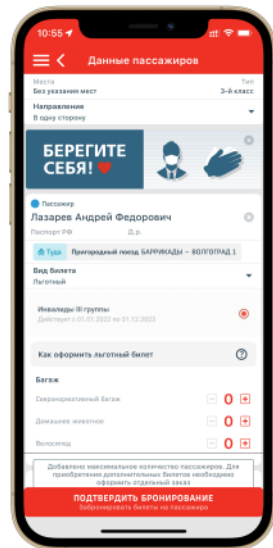 10:55
Данные пассажиров
Места
Тип
Без указания мест
3-й класс
Направление
В одну сторону
БЕРЕГИТЕ
СЕБЯ!
Пассажир
Лазарев Андрей Федорович
Паспорт РФ
Д.р.
Туда
Пригородный поезд БАРРИКАДЫ – ВОЛГОГРАД 1
Вид билета
Льготный
Инвалиды III группы
Действует с 01.01.2022 по 31.12.2023
Как оформить льготный билет
Багаж
Сверхнормативный багаж
0
Домашнее животное
0
Велосипед
0
Добавлено максимальное количество пассажиров. Для
приобретения дополнительных билетов необходимо
оформить отдельный заказ
ПОДТВЕРДИТЬ БРОНИРОВАНИЕ
Забронировать билеты на пассажира